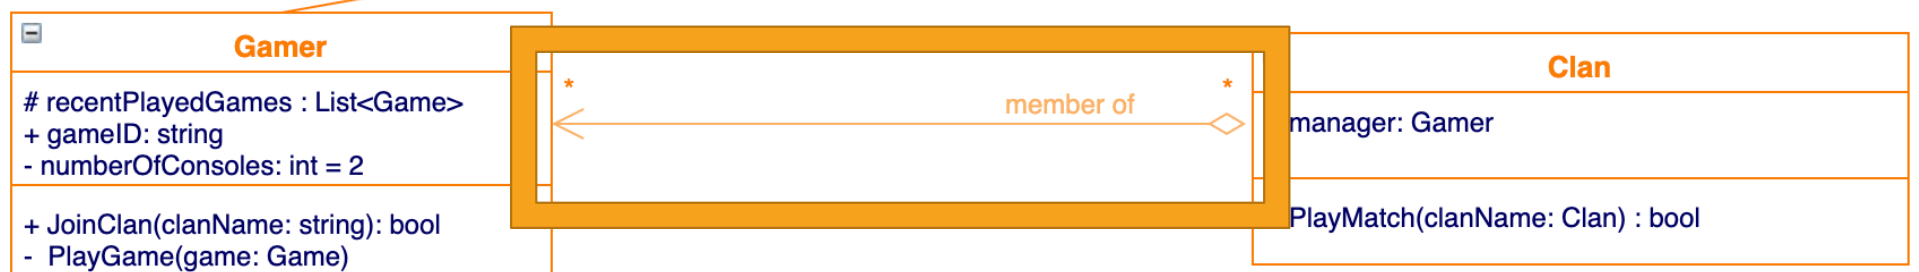 Gamer
# recentPlayedGames : List<Game>
+ gameID: string
- numberOfConsoles: int = 2
+ JoinClan(clanName: string): bool
- PlayGame(game: Game)
*
*
member of
Clan
manager: Gamer
PlayMatch(clanName: Clan) : bool